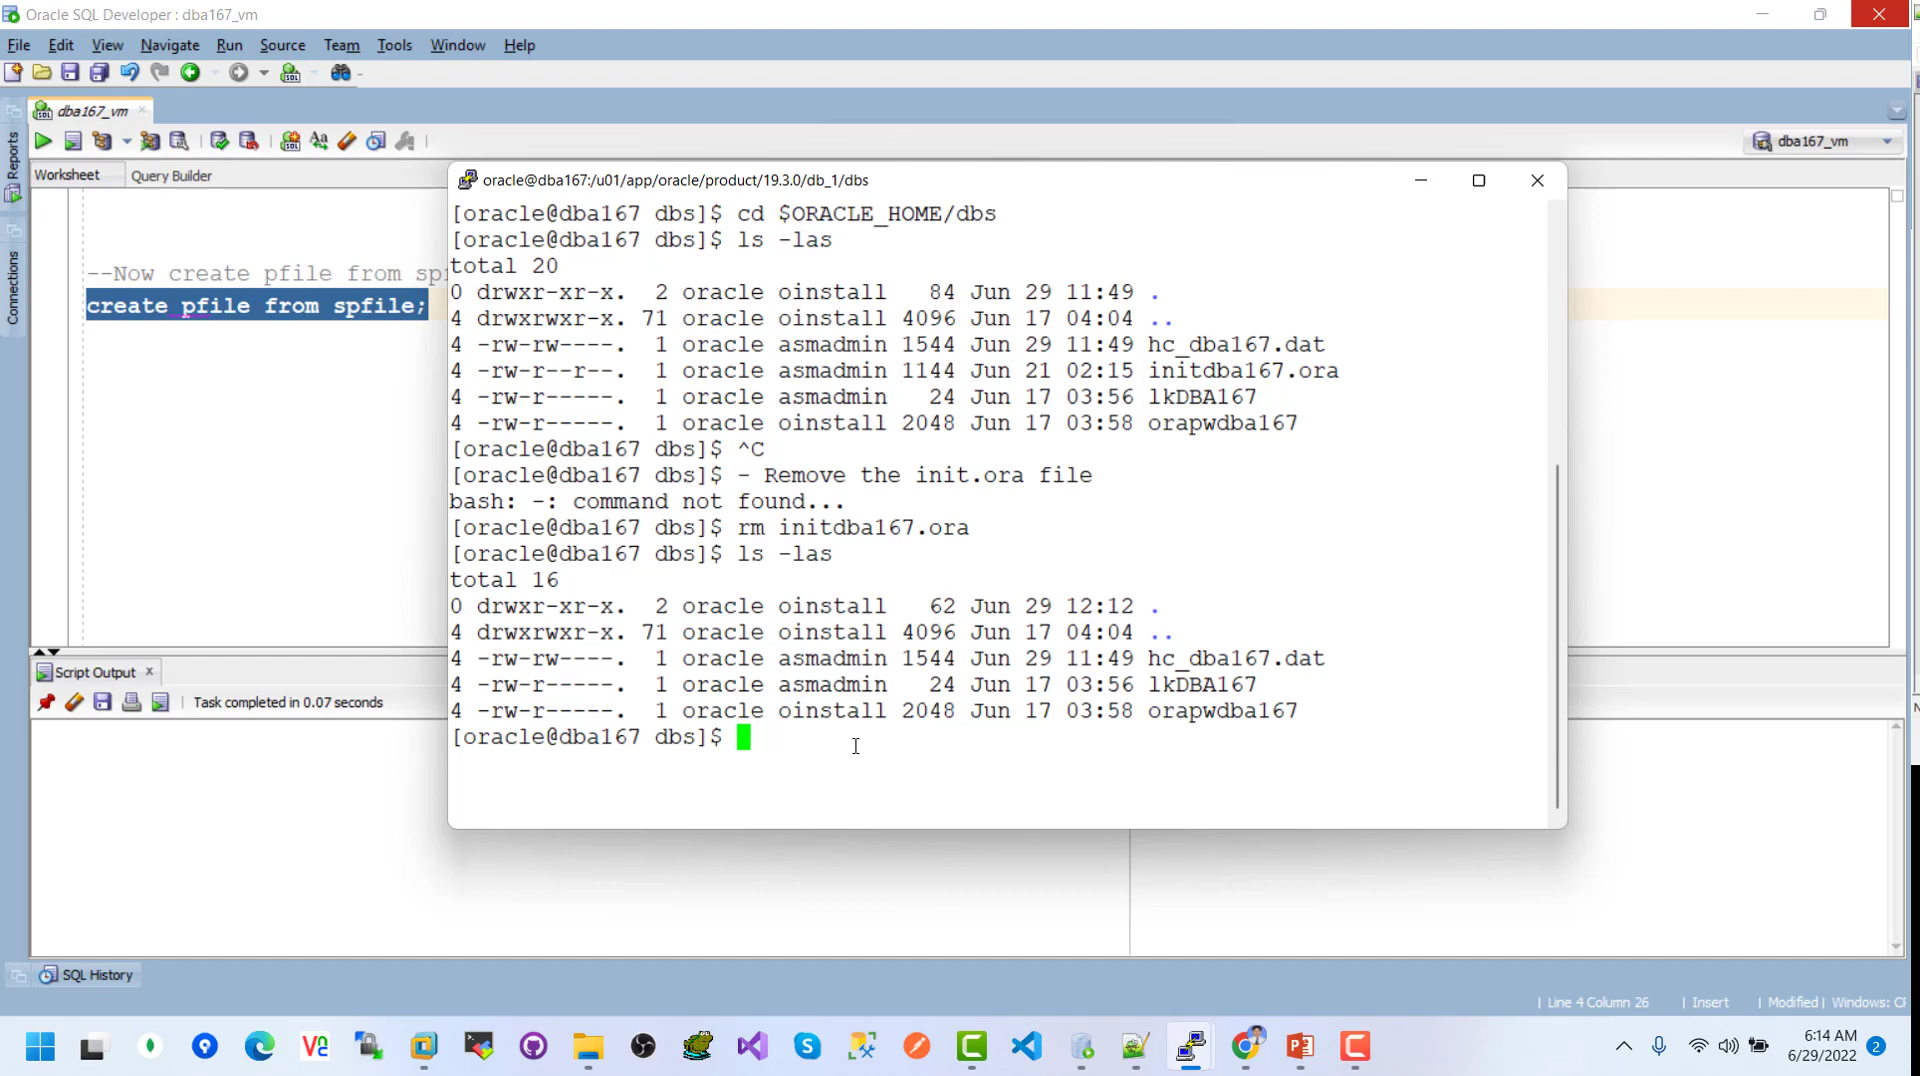 Oracle SQL Developer : dba167_vm
File Edit View Navigate Run Source Team Tools Window Help
dba167_vm
dba167_vm
Reports
Connections
Worksheet Query Builder
--Now create pfile from sp
create pfile from spfile;
oracle@dba167:/u01/app/oracle/product/19.3.0/db_1/dbs
[oracle@dba167 dbs]$ cd $ORACLE_HOME/dbs
[oracle@dba167 dbs]$ ls -las
total 20
0 drwxr-xr-x. 2 oracle oinstall 84 Jun 29 11:49 .
4 drwxrwxr-x. 71 oracle oinstall 4096 Jun 17 04:04 ..
4 -rw-rw----. 1 oracle asmadmin 1544 Jun 29 11:49 hc_dba167.dat
4 -rw-r--r--. 1 oracle asmadmin 1144 Jun 21 02:15 initdba167.ora
4 -rw-r-----. 1 oracle asmadmin 24 Jun 17 03:56 lkDBA167
4 -rw-r-----. 1 oracle oinstall 2048 Jun 17 03:58 orapwdba167
[oracle@dba167 dbs]$ ^C
[oracle@dba167 dbs]$ - Remove the init.ora file
bash: -: command not found...
[oracle@dba167 dbs]$ rm initdba167.ora
[oracle@dba167 dbs]$ ls -las
total 16
0 drwxr-xr-x. 2 oracle oinstall 62 Jun 29 12:12 .
4 drwxrwxr-x. 71 oracle oinstall 4096 Jun 17 04:04 ..
4 -rw-rw----. 1 oracle asmadmin 1544 Jun 29 11:49 hc_dba167.dat
4 -rw-r-----. 1 oracle asmadmin 24 Jun 17 03:56 lkDBA167
4 -rw-r-----. 1 oracle oinstall 2048 Jun 17 03:58 orapwdba167
[oracle@dba167 dbs]$
Script Output
Task completed in 0.07 seconds
SQL History
Line 4 Column 26 Insert Modified Windows:
6:14 AM
6/29/2022
2